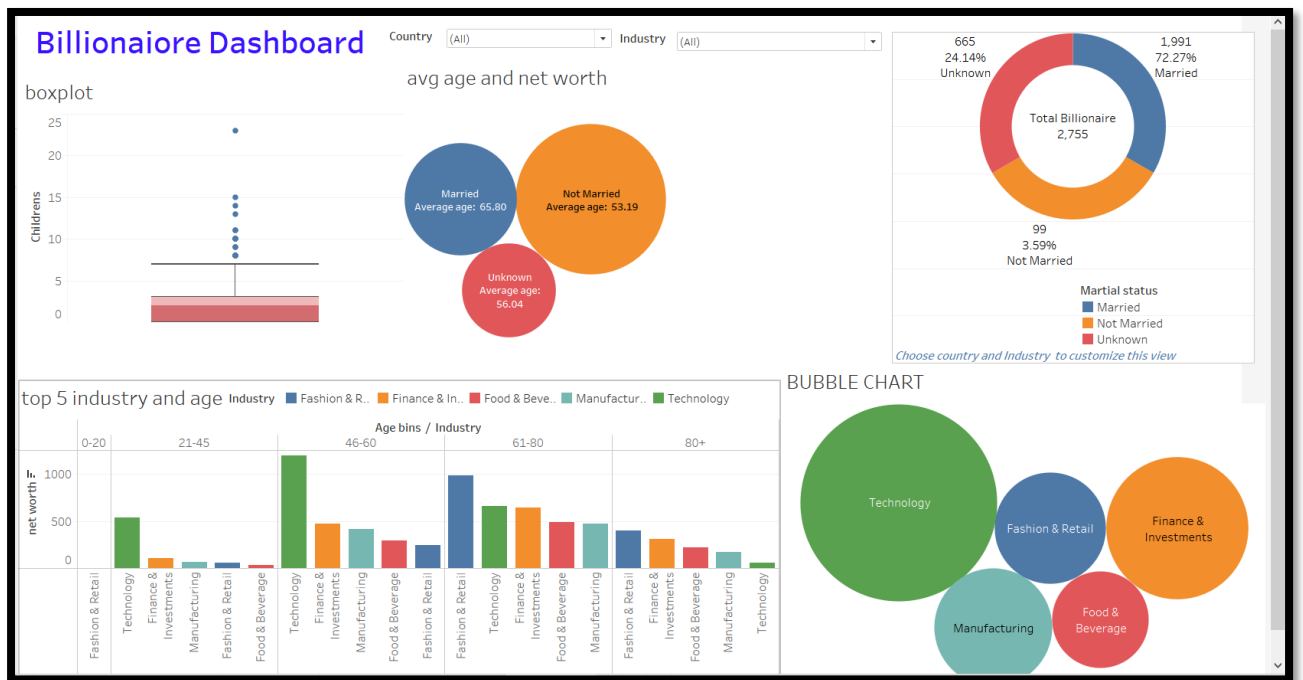 Billionaiore Dashboard
Country
(All)
Industry
(All)
boxplot
25
20
15
10
5
0
Childrens
avg age and net worth
Married
Average age: 65.80
Not Married
Average age: 53.19
Unknown
Average age:
56.04
665
24.14%
Unknown
1,991
72.27%
Married
Total Billionaire
2,755
99
3.59%
Not Married
Martial status
Married
Not Married
Unknown
Choose country and Industry to customize this view
top 5 industry and age
Industry
Fashion & R..
Finance & In..
Food & Beve..
Manufactur..
Technology
Age bins / Industry
0-20
21-45
46-60
61-80
80+
net worth
1000
500
0
Fashion & Retail
Technology
Finance &
Investments
Manufacturing
Fashion & Retail
Food & Beverage
Technology
Finance &
Investments
Manufacturing
Food & Beverage
Fashion & Retail
Fashion & Retail
Technology
Finance &
Investments
Food & Beverage
Manufacturing
Fashion & Retail
Finance &
Investments
Food & Beverage
Manufacturing
Technology
BUBBLE CHART
Technology
Fashion & Retail
Finance &
Investments
Manufacturing
Food &
Beverage